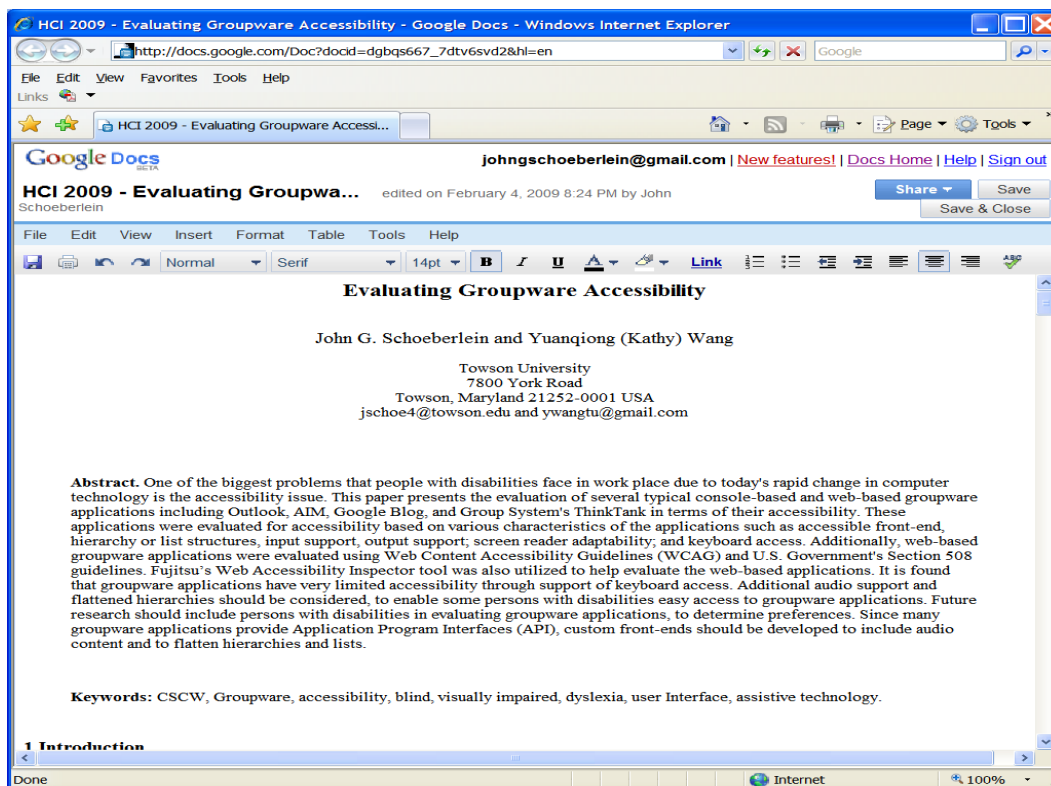 HCI 2009 - Evaluating Groupware Accessibility - Google Docs - Windows Internet Explorer
http://docs.google.com/Doc?docid=dgbqs667_7dtv6svd2&hl=en
Google
File Edit View Favorites Tools Help
Links
HCI 2009 - Evaluating Groupware Accessi...
Page Tools
Google Docs
BETA
johngschoeberlein@gmail.com | New features! | Docs Home | Help | Sign out
HCI 2009 - Evaluating Groupwa... edited on February 4, 2009 8:24 PM by John
Schoeberlein
Share Save
Save & Close
File Edit View Insert Format Table Tools Help
Normal Serif 14pt B I U A Link ABC
Evaluating Groupware Accessibility
John G. Schoeberlein and Yuanqiong (Kathy) Wang
Towson University
7800 York Road
Towson, Maryland 21252-0001 USA
jschoe4@towson.edu and ywangtu@gmail.com
Abstract. One of the biggest problems that people with disabilities face in work place due to today's rapid change in computer
technology is the accessibility issue. This paper presents the evaluation of several typical console-based and web-based groupware
applications including Outlook, AIM, Google Blog, and Group System's ThinkTank in terms of their accessibility. These
applications were evaluated for accessibility based on various characteristics of the applications such as accessible front-end,
hierarchy or list structures, input support, output support; screen reader adaptability; and keyboard access. Additionally, web-based
groupware applications were evaluated using Web Content Accessibility Guidelines (WCAG) and U.S. Government's Section 508
guidelines. Fujitsu's Web Accessibility Inspector tool was also utilized to help evaluate the web-based applications. It is found
that groupware applications have very limited accessibility through support of keyboard access. Additional audio support and
flattened hierarchies should be considered, to enable some persons with disabilities easy access to groupware applications. Future
research should include persons with disabilities in evaluating groupware applications, to determine preferences. Since many
groupware applications provide Application Program Interfaces (API), custom front-ends should be developed to include audio
content and to flatten hierarchies and lists.
Keywords: CSCW, Groupware, accessibility, blind, visually impaired, dyslexia, user Interface, assistive technology.
1 Introduction
Done Internet 100%